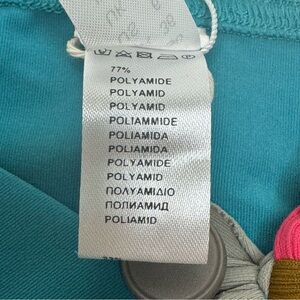 77%
POLYAMIDE
POLYAMID
POLYAMID
POLIAMMIDE
POLIAMIDA
POLIAMIDA
POLYAMIDE
POLYAMID
ΠΟΛΥΑΜΙΔΙΟ
ПОЛИАМИД
POLIAMID